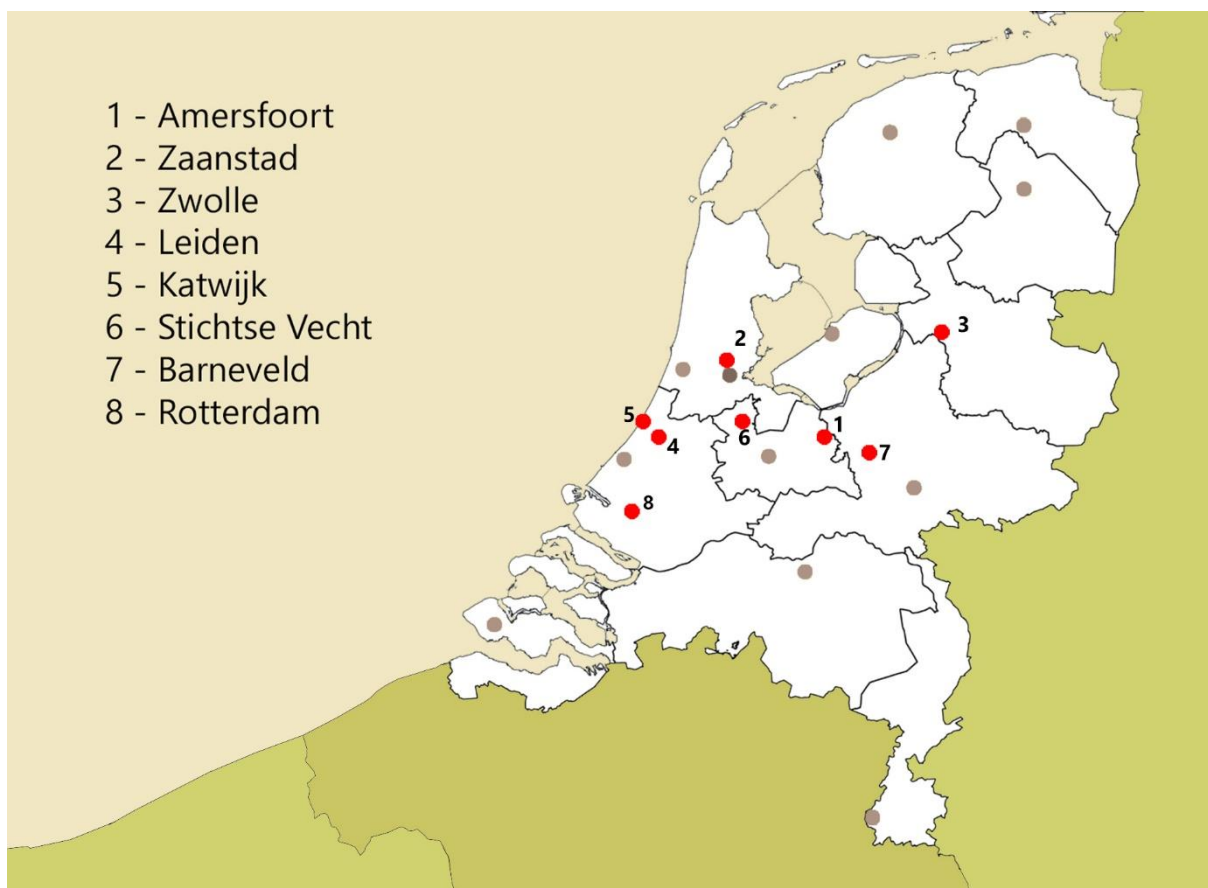 1 - Amersfoort
2 - Zaanstad
3 - Zwolle
4 - Leiden
5 - Katwijk
6 - Stichtse Vecht
7 - Barneveld
8 - Rotterdam
3
2
5
4
6
1
7
8